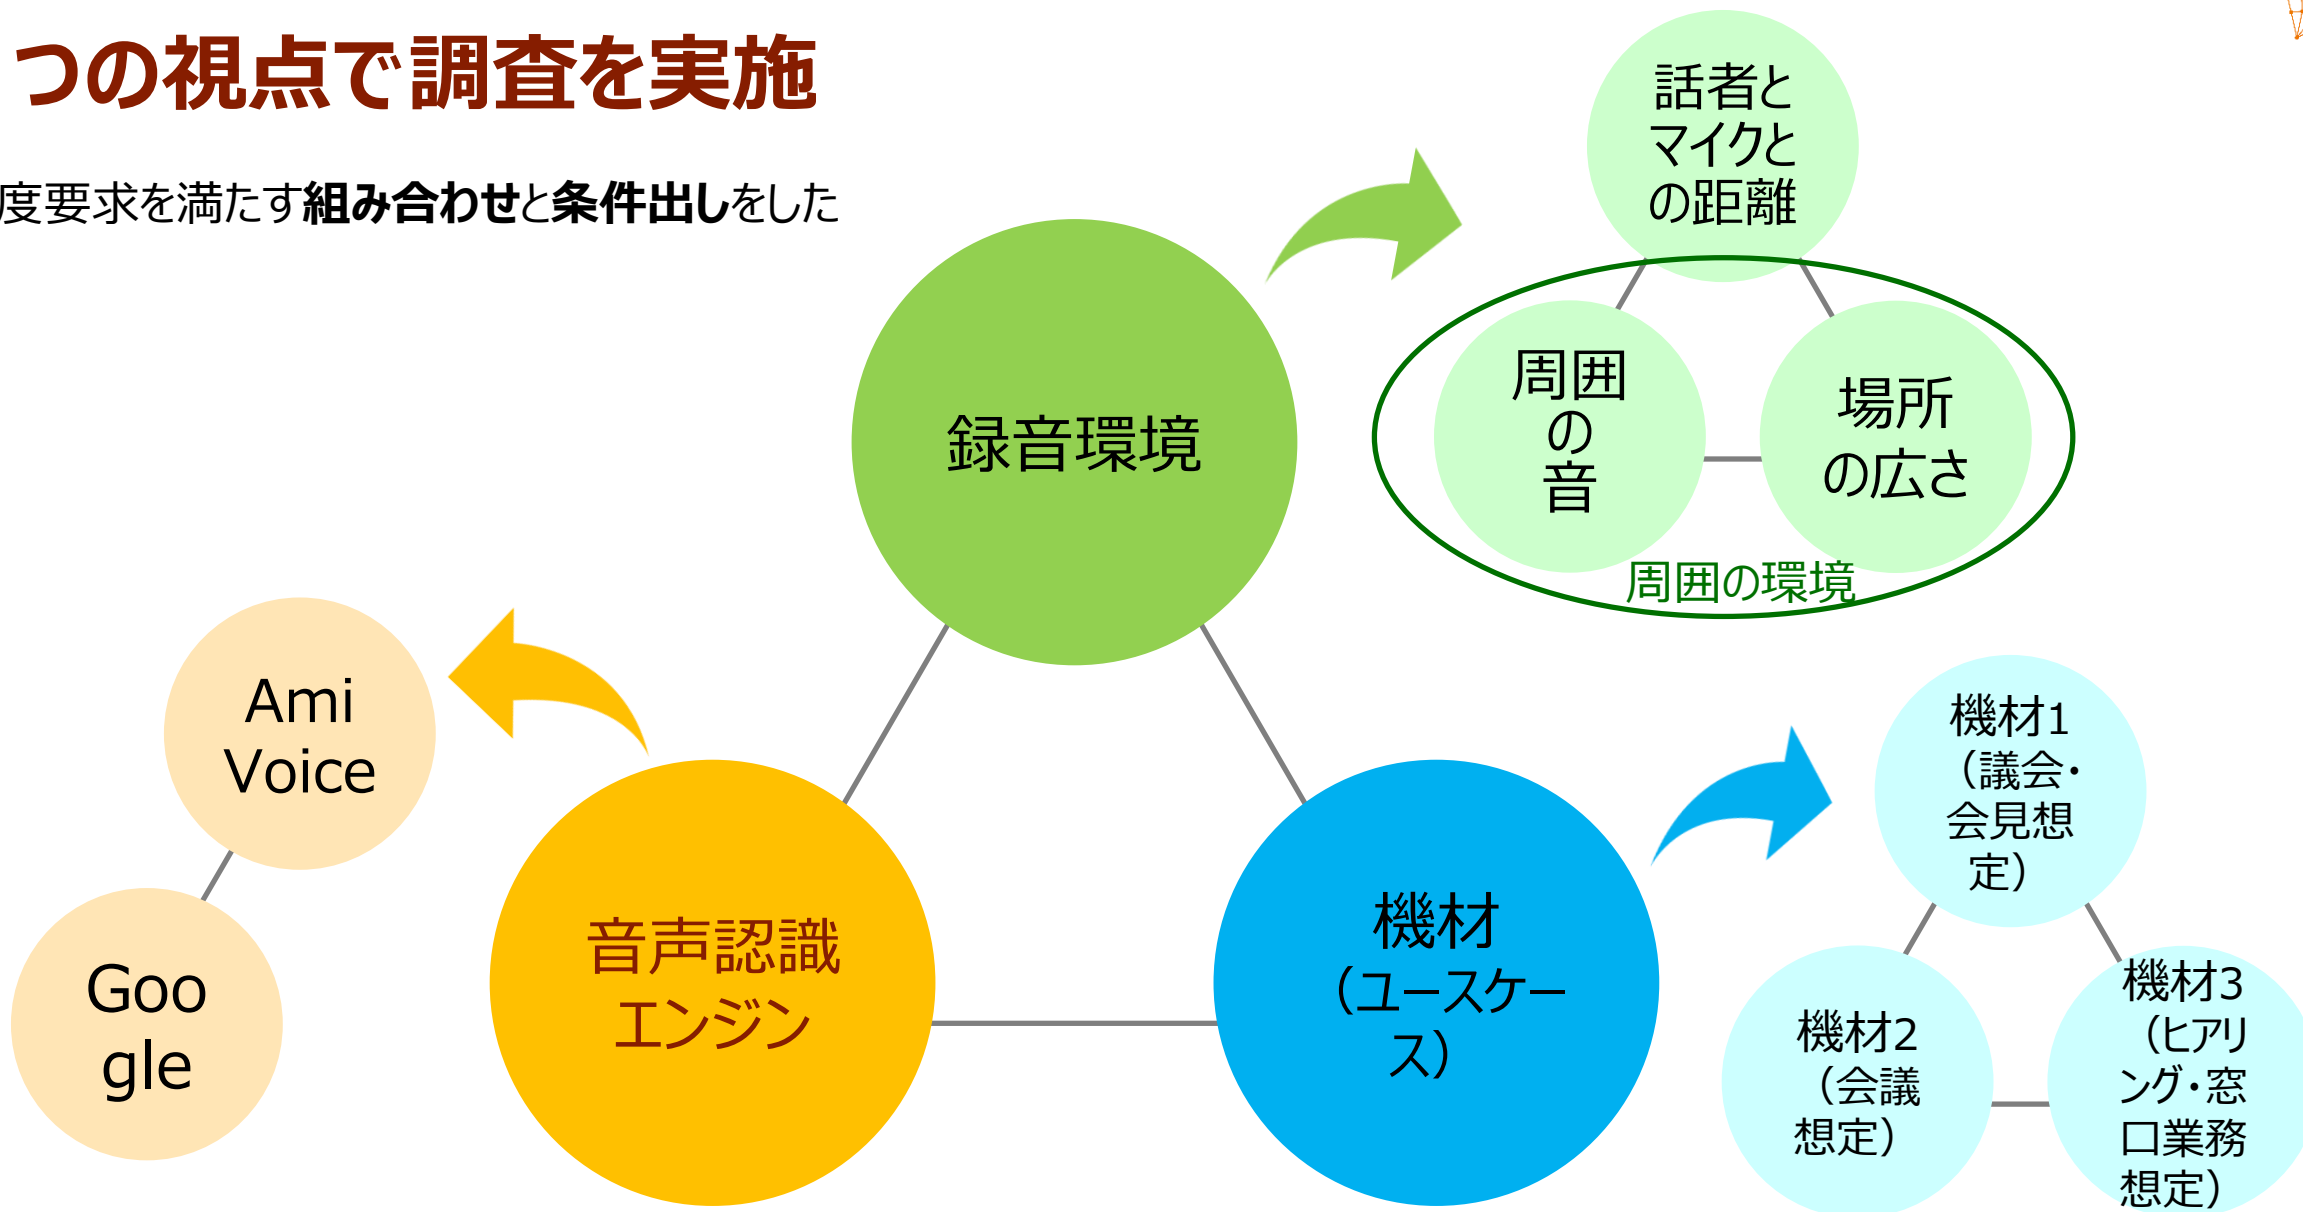 つの視点で調査を実施
度要求を満たす組み合わせと条件出しをした
話者と
マイクと
の距離
周囲
の
音
場所
の広さ
周囲の環境
録音環境
Ami
Voice
Goo
gle
音声認識
エンジン
機材
（ユースケー
ス）
機材1
（議会・
会見想
定）
機材2
（会議
想定）
機材3
（ヒアリ
ング・窓
口業務
想定）